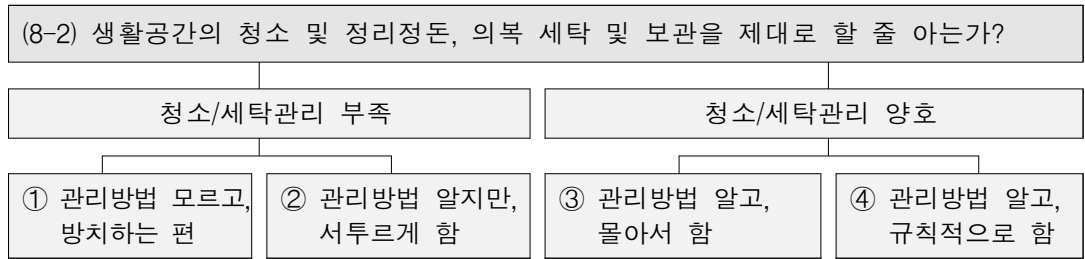 (8-2) 생활공간의 청소 및 정리정돈, 의복 세탁 및 보관을 제대로 할 줄 아는가?
청소/세탁관리 부족
청소/세탁관리 양호
① 관리방법 모르고,
방치하는 편
② 관리방법 알지만,
서투르게 함
③ 관리방법 알고,
몰아서 함
④ 관리방법 알고,
규칙적으로 함